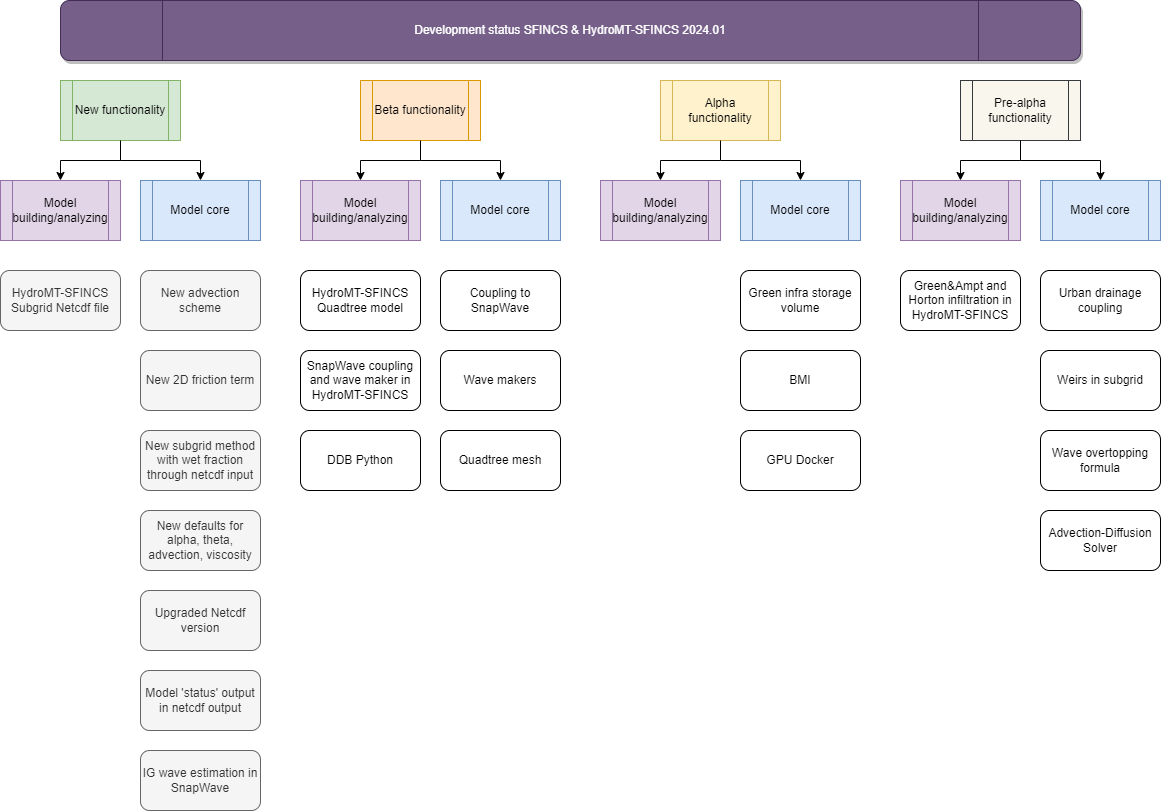 Development status SFINCS & HydroMT-SFINCS 2024.01
New functionality
Model
building/analyzing
HydroMT-SFINCS
Subgrid Netcdf file
Model core
New advection
scheme
New 2D friction term
New subgrid method
with wet fraction
through netcdf input
New defaults for
alpha, theta,
advection, viscosity
Upgraded Netcdf
version
Model 'status' output
in netcdf output
IG wave estimation in
SnapWave
Beta functionality
Model
building/analyzing
HydroMT-SFINCS
Quadtree model
SnapWave coupling
and wave maker in
HydroMT-SFINCS
DDB Python
Model core
Coupling to
SnapWave
Wave makers
Quadtree mesh
Alpha
functionality
Model
building/analyzing
Model core
Green infra storage
volume
BMI
GPU Docker
Pre-alpha
functionality
Model
building/analyzing
Green&Ampt and
Horton infiltration in
HydroMT-SFINCS
Model core
Urban drainage
coupling
Weirs in subgrid
Wave overtopping
formula
Advection-Diffusion
Solver